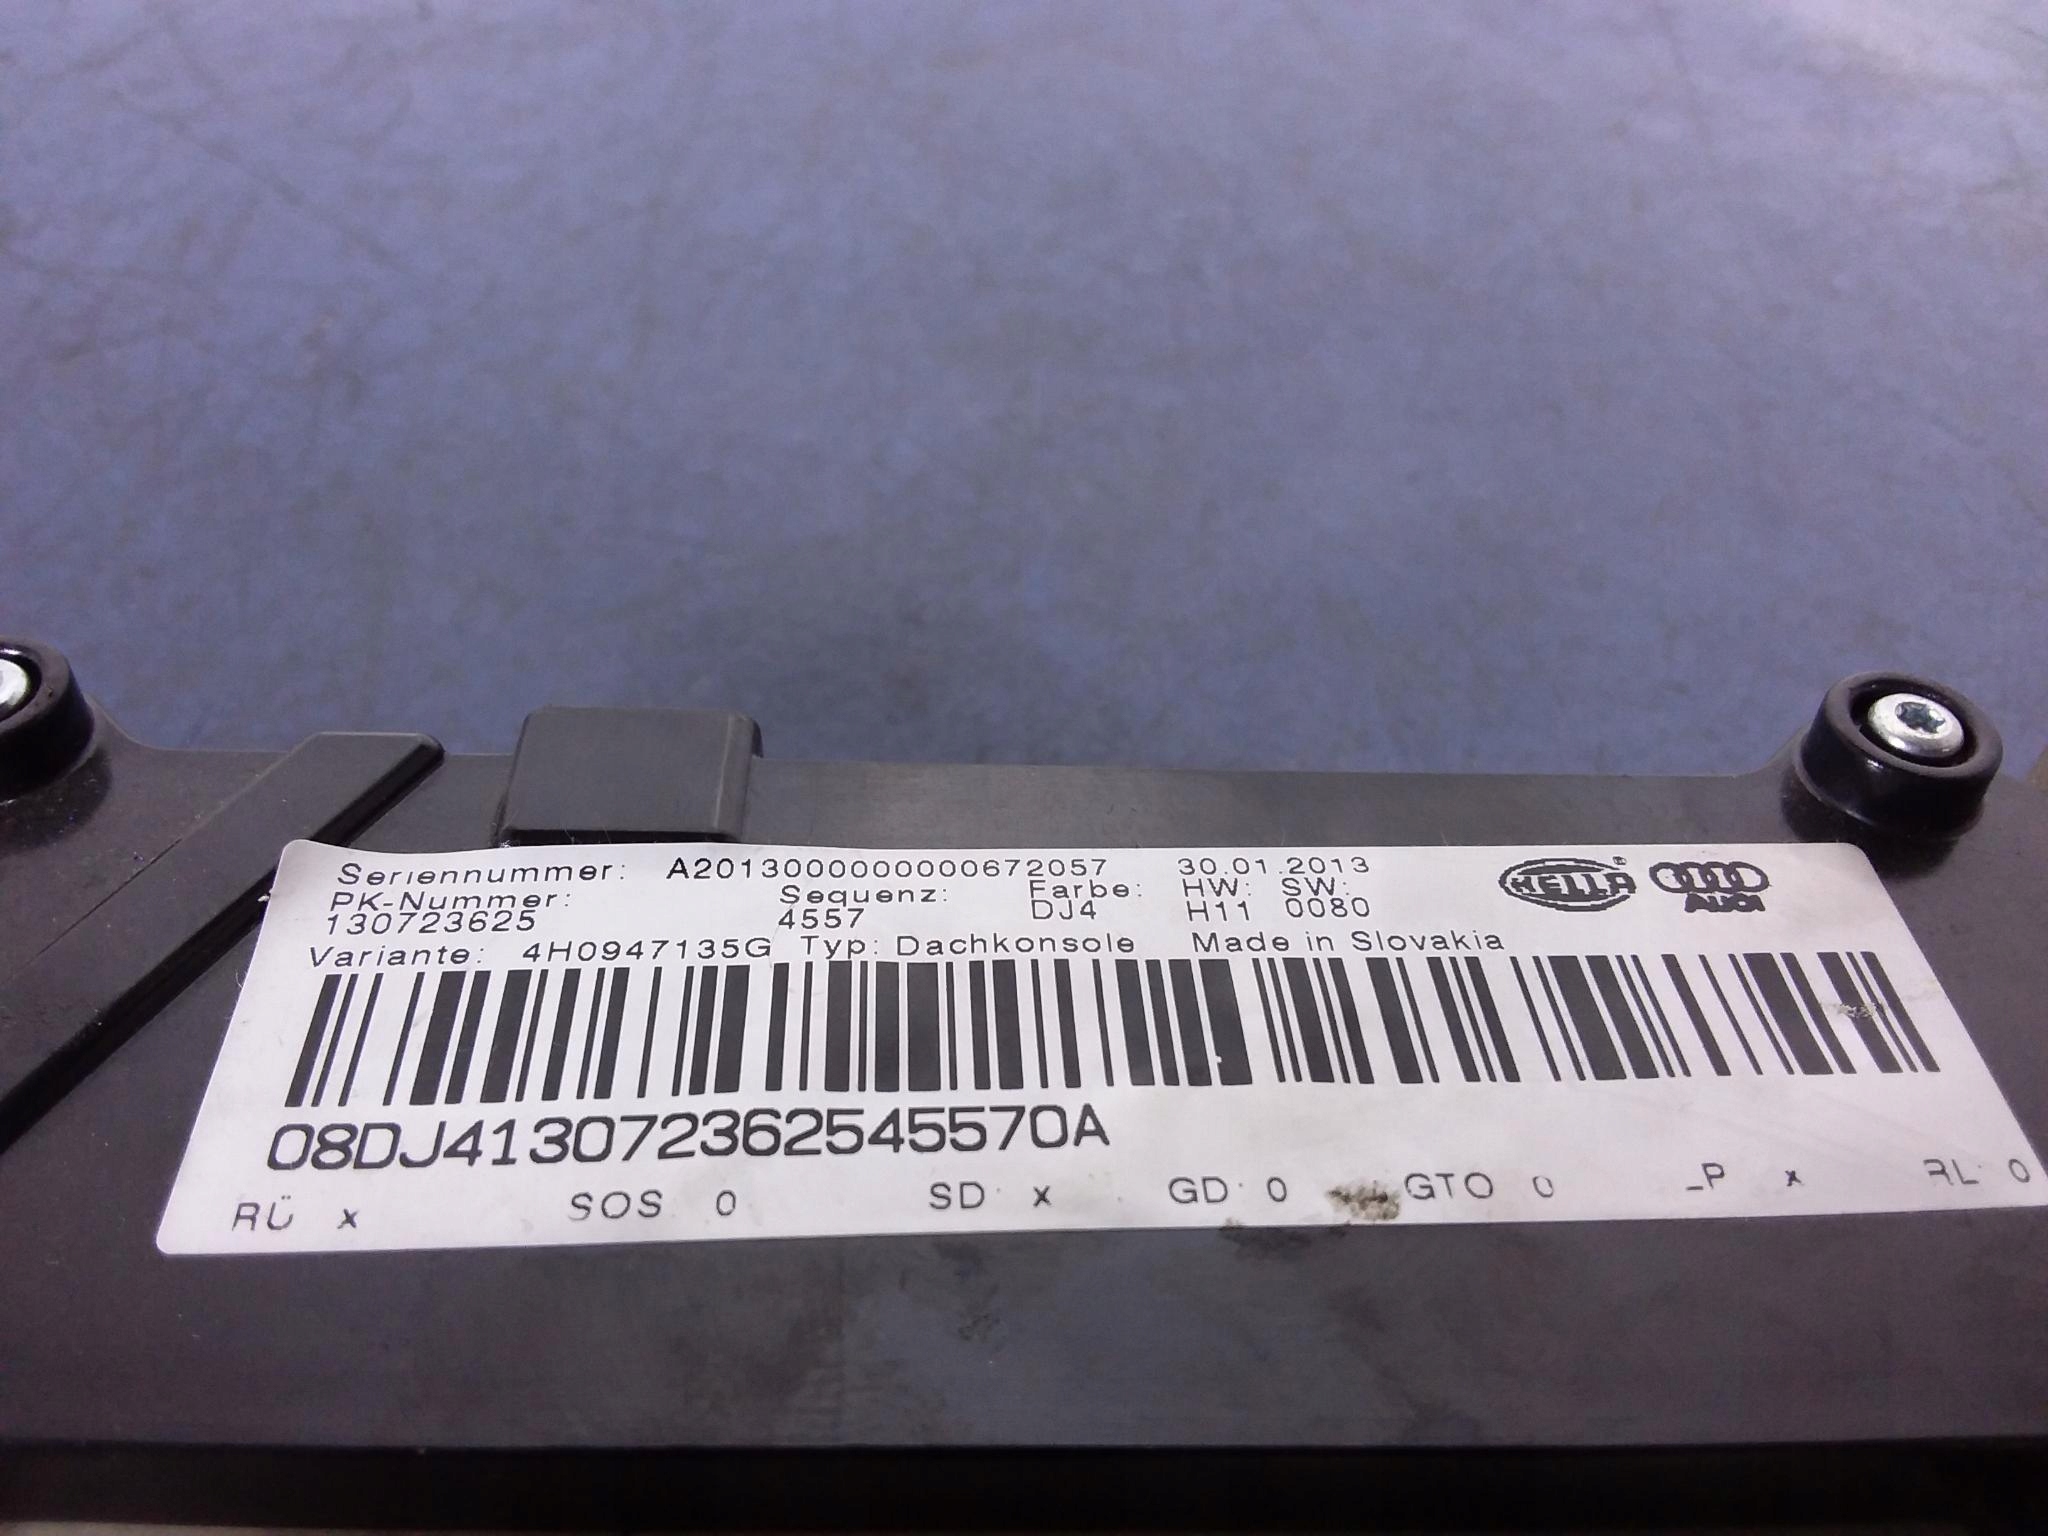 Seriennummer: A2013000000000672057 30.01.2013
PK-Nummer: Sequenz: Farbe: HW: SW:
130723625 4557 DJ4 H11 0080
HELLA ®
Audi
Variante: 4H0947135G Typ: Dachkonsole Made in Slovakia
08DJ413072362545570A
RÜ x SOS 0 SD x GD 0 GTO 0 _P x RL 0